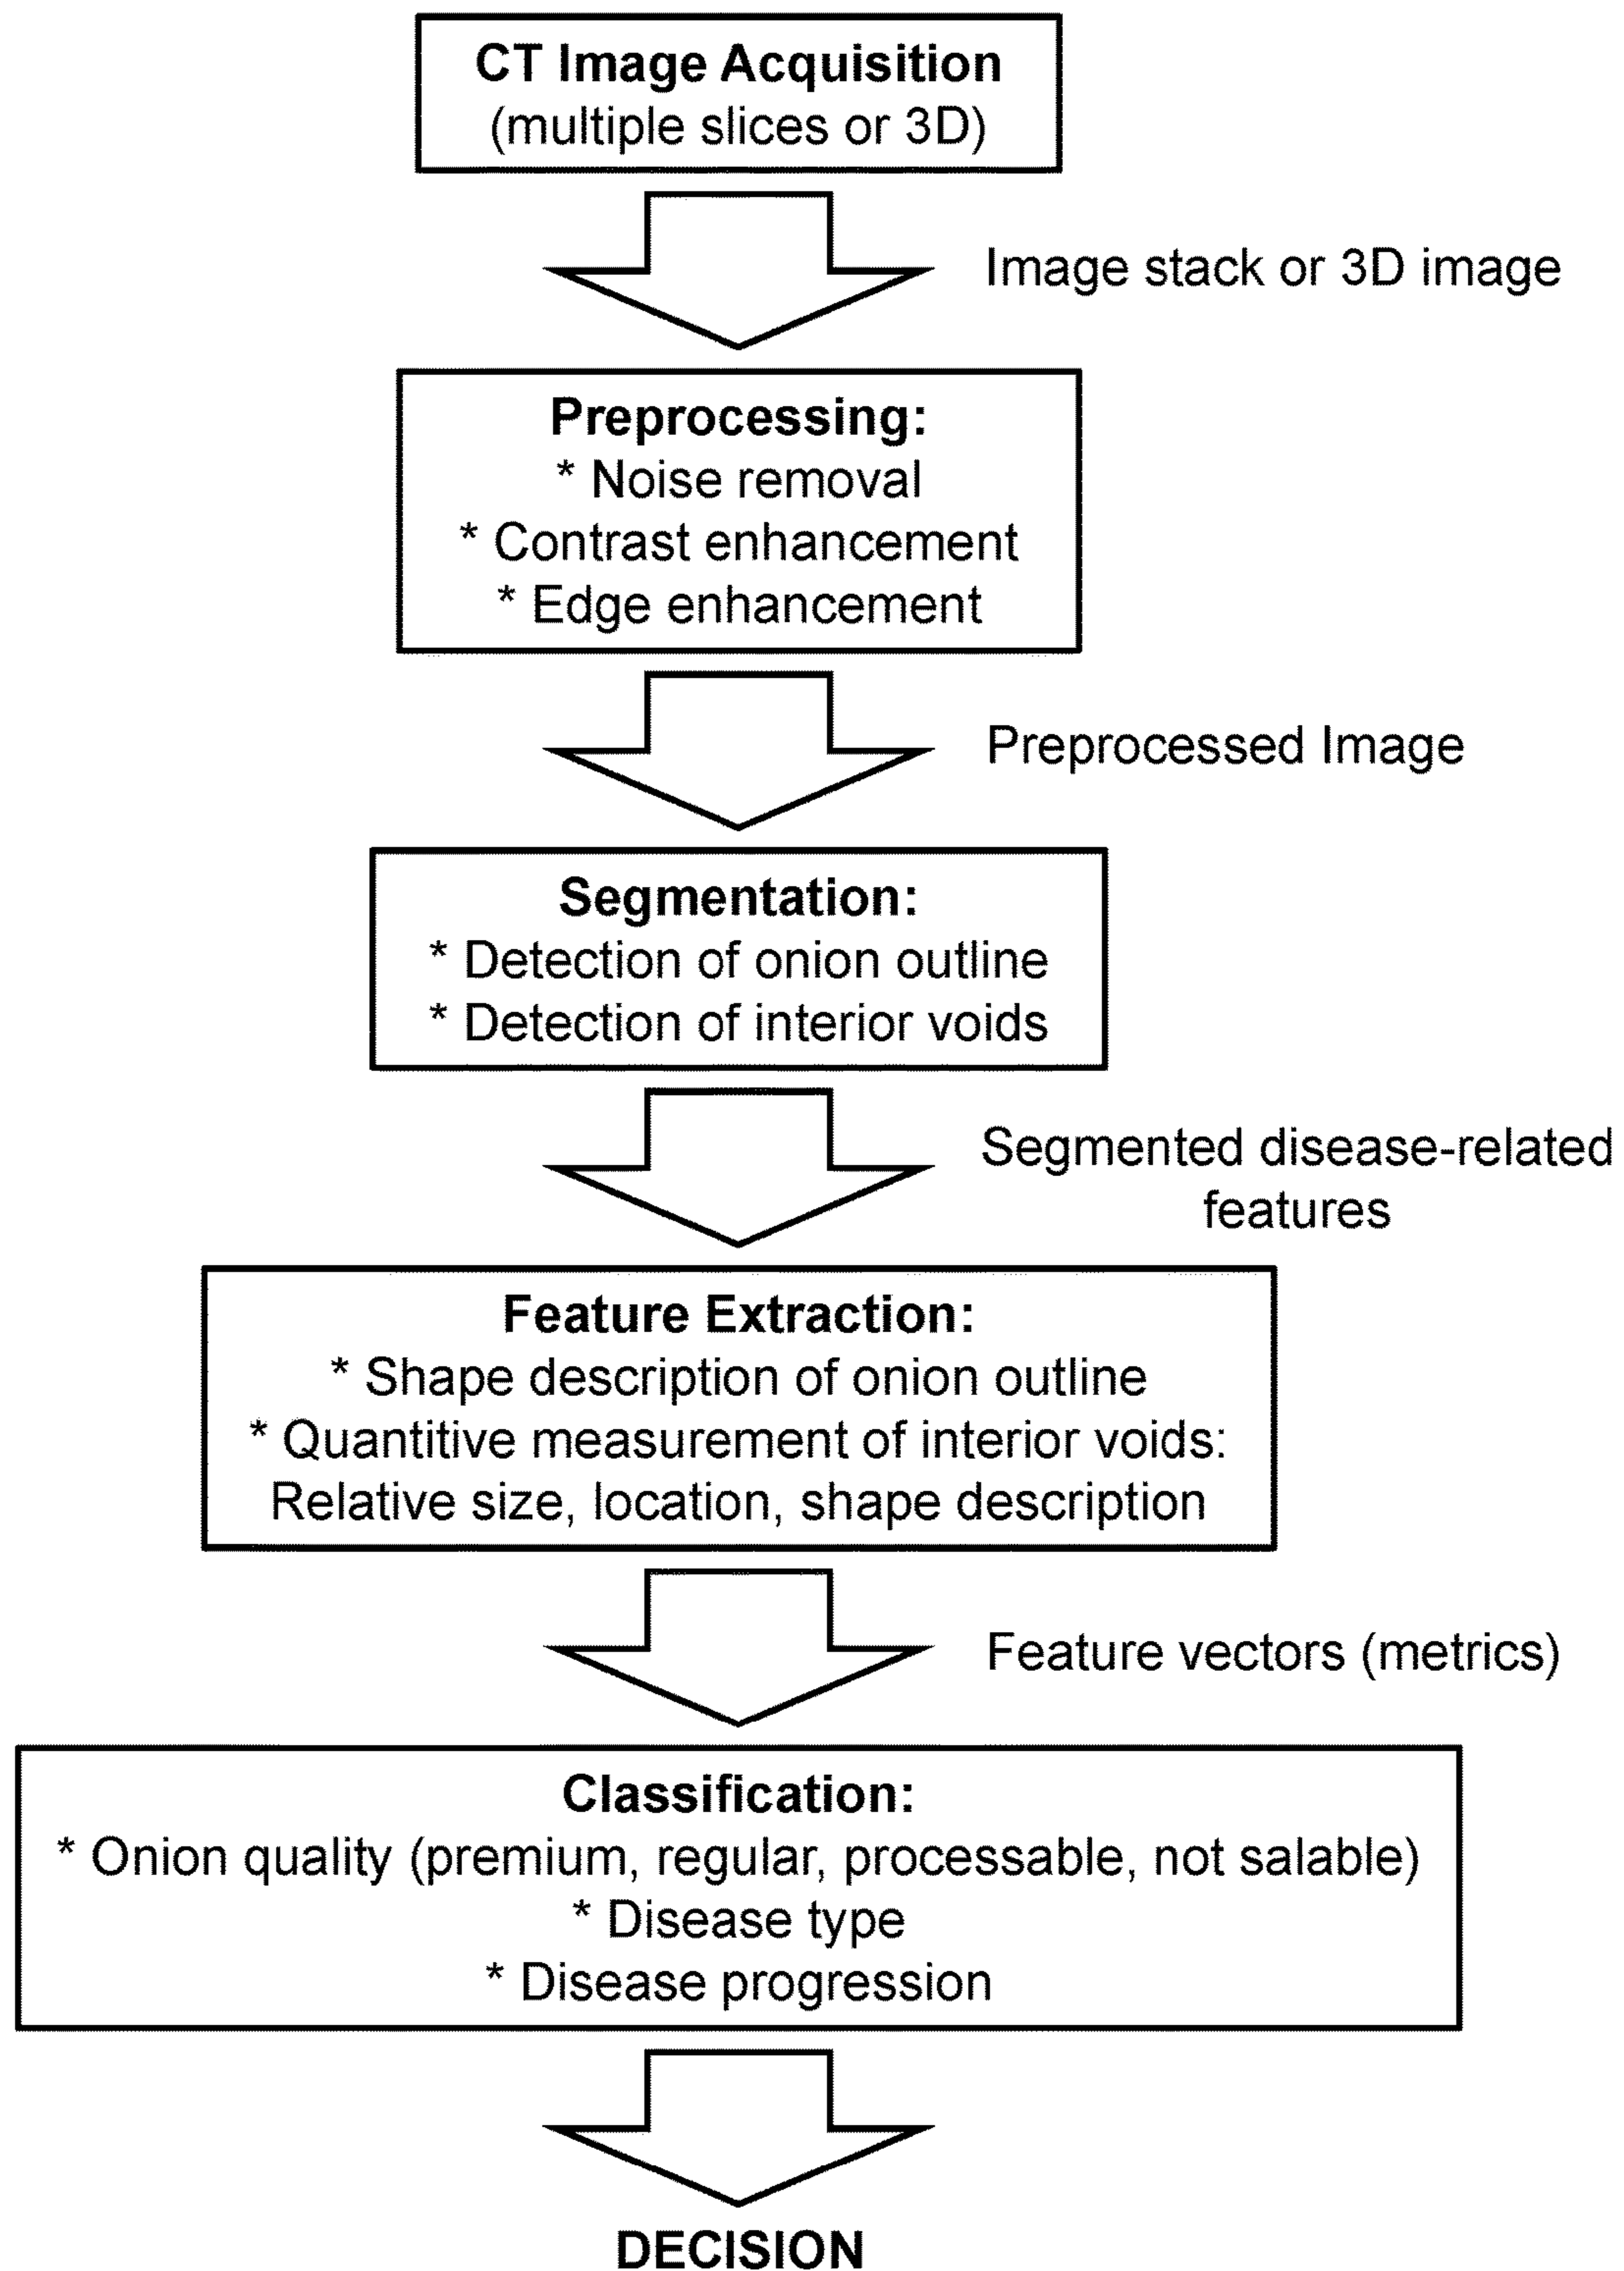 CT Image Acquisition
(multiple slices or 3D)
Image stack or 3D image
Preprocessing:
* Noise removal
* Contrast enhancement
* Edge enhancement
Preprocessed Image
Segmentation:
* Detection of onion outline
* Detection of interior voids
Segmented disease-related
features
Feature Extraction:
* Shape description of onion outline
* Quantitive measurement of interior voids:
Relative size, location, shape description
Feature vectors (metrics)
Classification:
* Onion quality (premium, regular, processable, not salable)
* Disease type
* Disease progression
DECISION